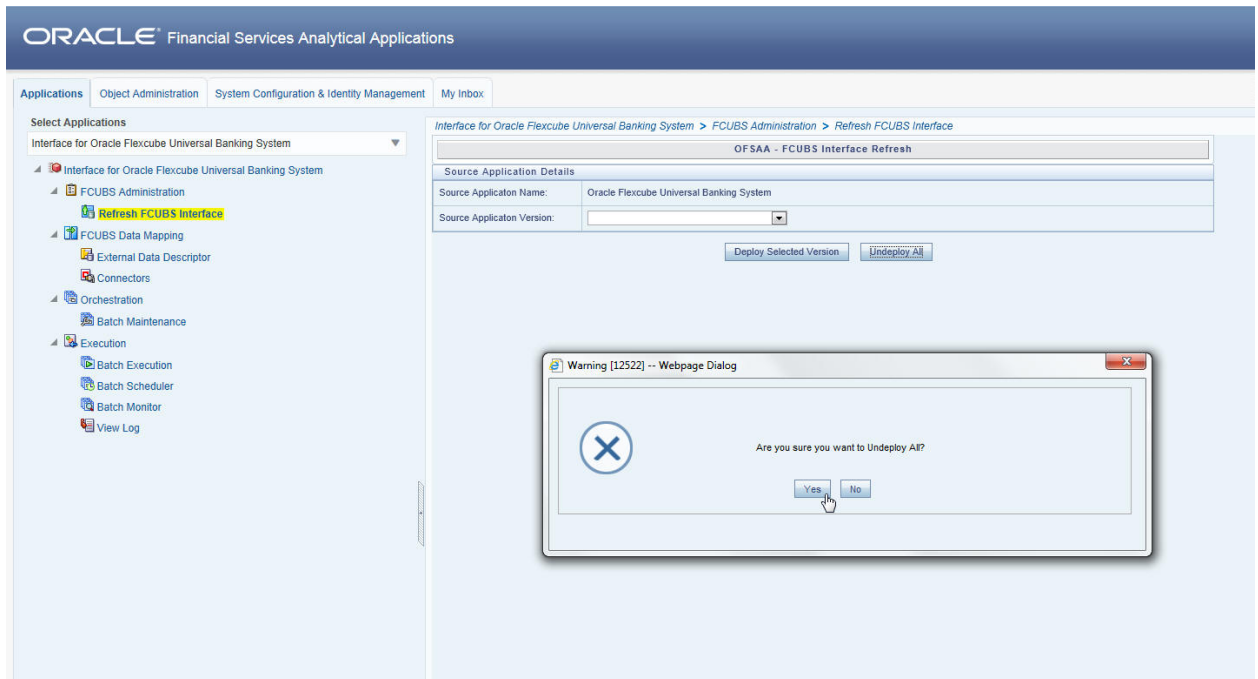 ORACLE® Financial Services Analytical Applications
Applications Object Administration System Configuration & Identity Management My Inbox
Select Applications
Interface for Oracle Flexcube Universal Banking System
Interface for Oracle Flexcube Universal Banking System
FCUBS Administration
Refresh FCUBS Interface
FCUBS Data Mapping
External Data Descriptor
Connectors
Orchestration
Batch Maintenance
Execution
Batch Execution
Batch Scheduler
Batch Monitor
View Log
Interface for Oracle Flexcube Universal Banking System > FCUBS Administration > Refresh FCUBS Interface
OFSAA - FCUBS Interface Refresh
Source Application Details
Source Applicaton Name: Oracle Flexcube Universal Banking System
Source Applicaton Version:
Deploy Selected Version Undeploy All
Warning [12522] -- Webpage Dialog
Are you sure you want to Undeploy All?
Yes No